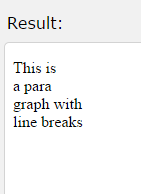 Result:
This is
a para
graph with
line breaks